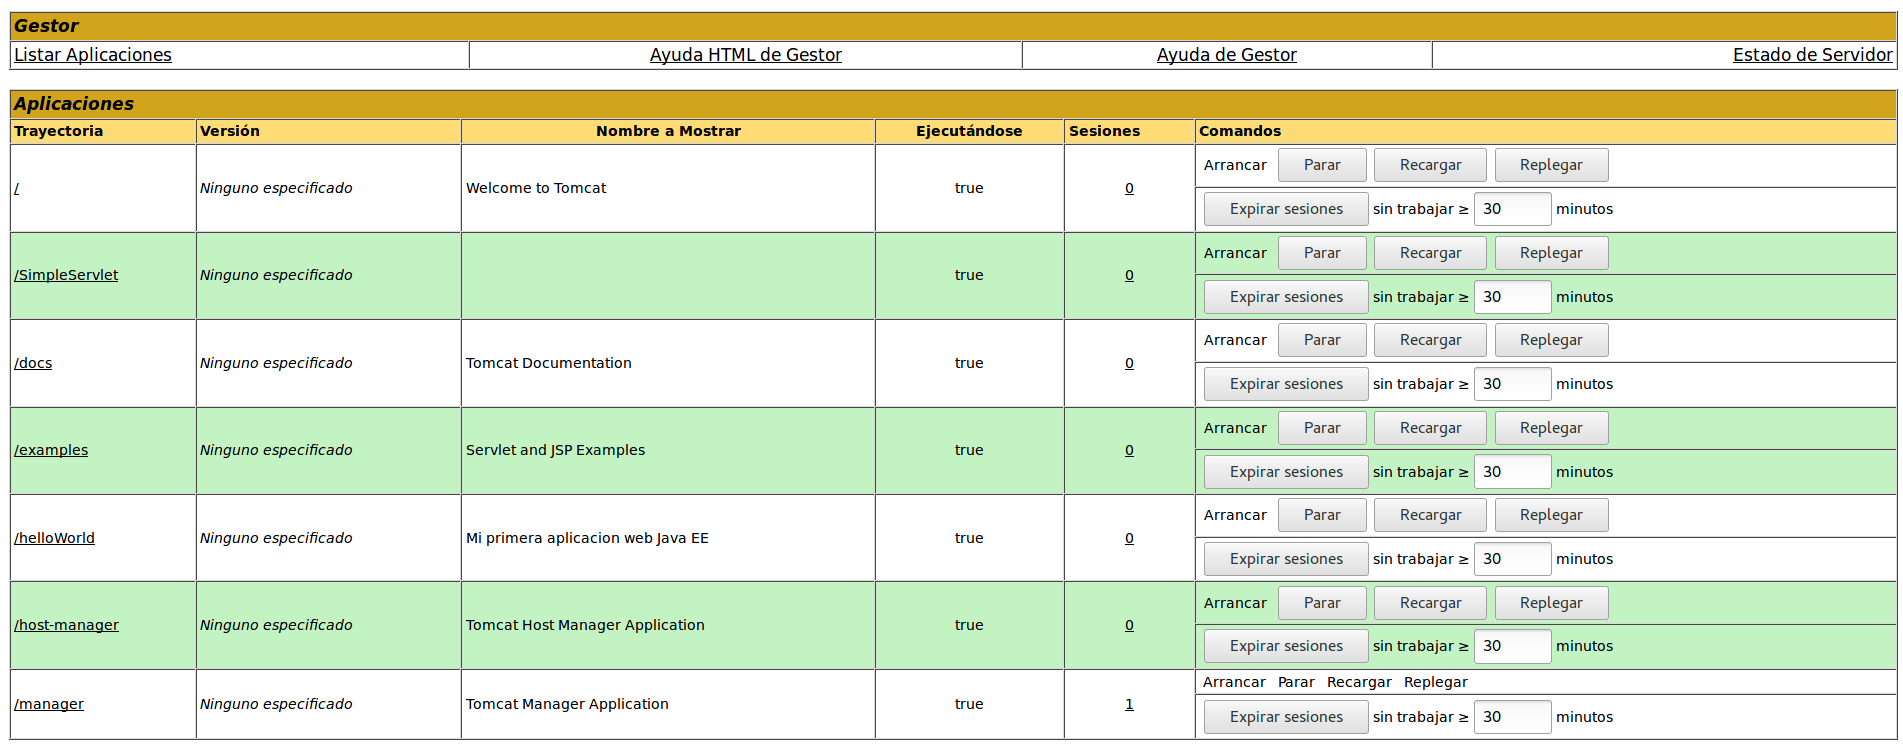 Gestor
Listar Aplicaciones Ayuda HTML de Gestor Ayuda de Gestor Estado de Servidor
Aplicaciones
Trayectoria Versión Nombre a Mostrar Ejecutándose Sesiones Comandos
Arrancar Parar Recargar Replegar
/ Ninguno especificado Welcome to Tomcat true 0
Expirar sesiones sin trabajar ≥ 30 minutos
Arrancar Parar Recargar Replegar
/SimpleServlet Ninguno especificado true 0
Expirar sesiones sin trabajar ≥ 30 minutos
Arrancar Parar Recargar Replegar
/docs Ninguno especificado Tomcat Documentation true 0
Expirar sesiones sin trabajar ≥ 30 minutos
Arrancar Parar Recargar Replegar
/examples Ninguno especificado Servlet and JSP Examples true 0
Expirar sesiones sin trabajar ≥ 30 minutos
Arrancar Parar Recargar Replegar
/helloWorld Ninguno especificado Mi primera aplicacion web Java EE true 0
Expirar sesiones sin trabajar ≥ 30 minutos
Arrancar Parar Recargar Replegar
/host-manager Ninguno especificado Tomcat Host Manager Application true 0
Expirar sesiones sin trabajar ≥ 30 minutos
Arrancar Parar Recargar Replegar
/manager Ninguno especificado Tomcat Manager Application true 1
Expirar sesiones sin trabajar ≥ 30 minutos